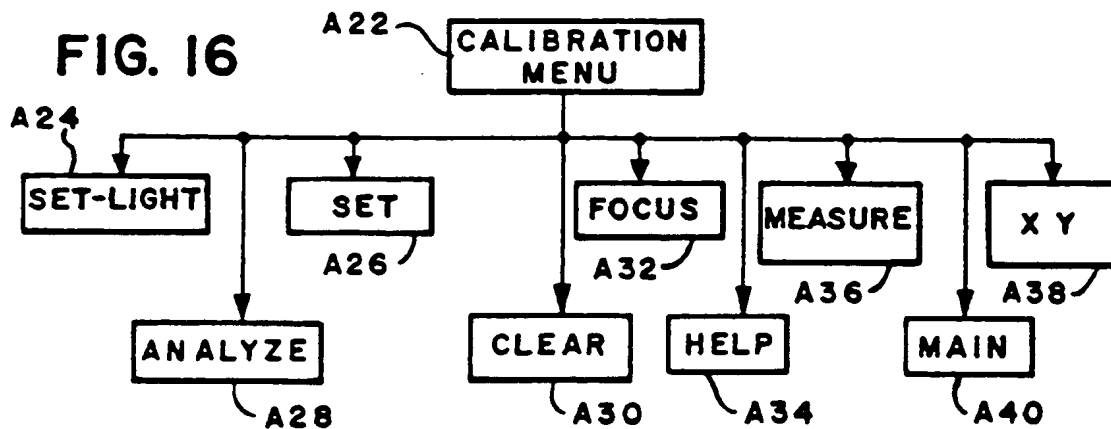 FIG. 16
A22
CALIBRATION
MENU
A24
SET-LIGHT
SET
A26
FOCUS
A32
MEASURE
A36
X Y
A38
ANALYZE
A28
CLEAR
A30
HELP
A34
MAIN
A40